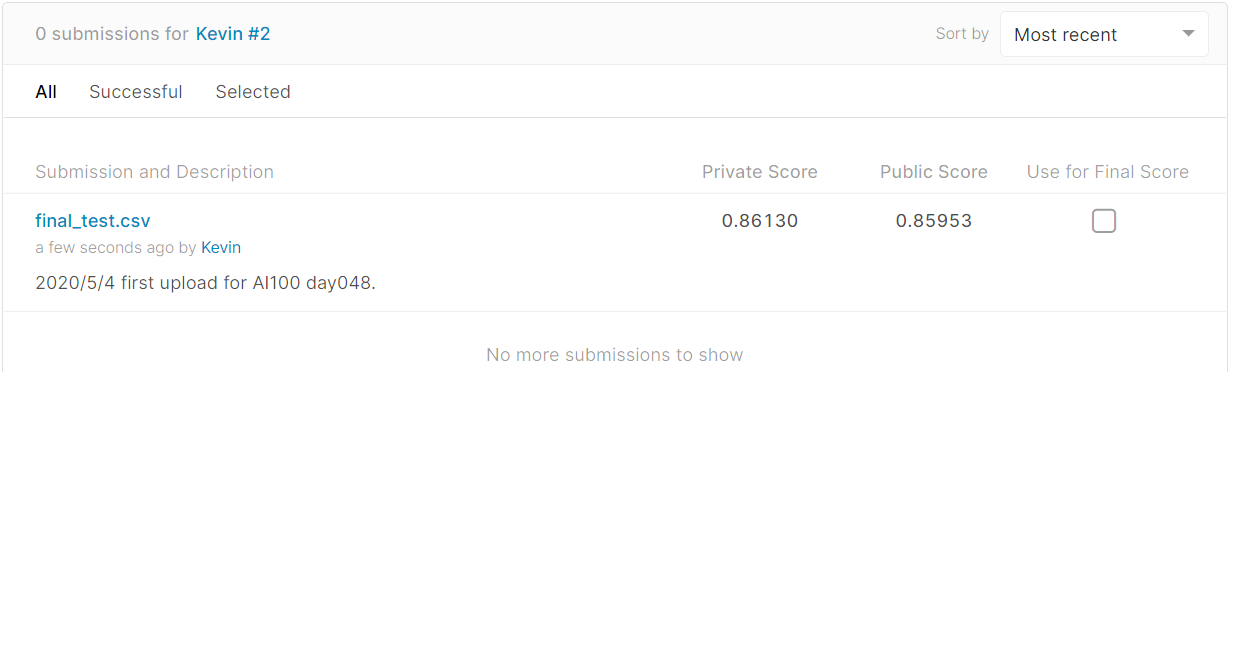 0 submissions for Kevin #2 Sort by Most recent
All Successful Selected
Submission and Description Private Score Public Score Use for Final Score
final_test.csv 0.86130 0.85953
a few seconds ago by Kevin
2020/5/4 first upload for AI100 day048.
No more submissions to show